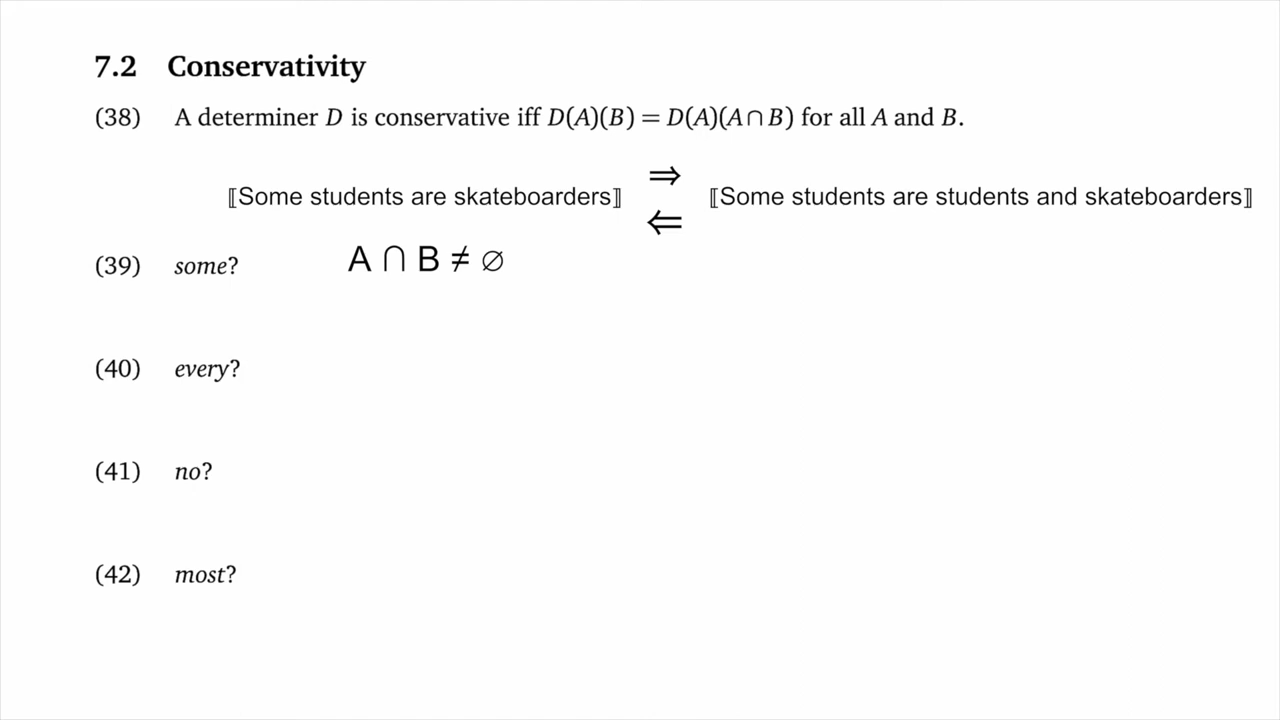 7.2 Conservativity
(38) A determiner D is conservative iff D(A)(B) = D(A)(A ∩ B) for all A and B.
⇒
⟦Some students are skateboarders⟧ ⟦Some students are students and skateboarders⟧
⇐
(39) some? A ∩ B ≠ ∅
(40) every?
(41) no?
(42) most?